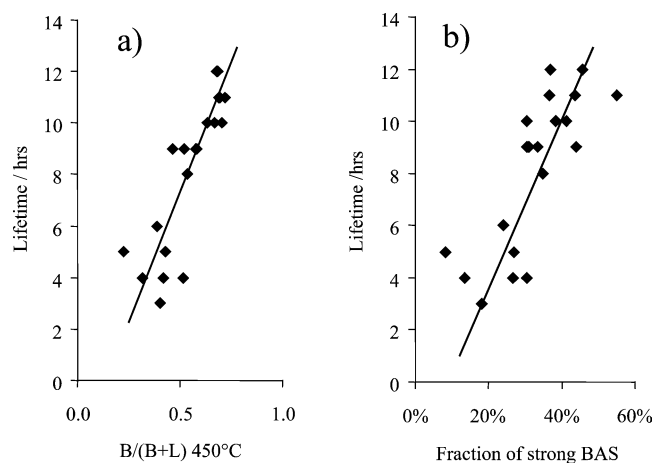 a)
Lifetime / hrs
14
12
10
8
6
4
2
0
0.0 0.5 1.0
B/(B+L) 450°C
b)
Lifetime /hrs
14
12
10
8
6
4
2
0
0% 20% 40% 60%
Fraction of strong BAS